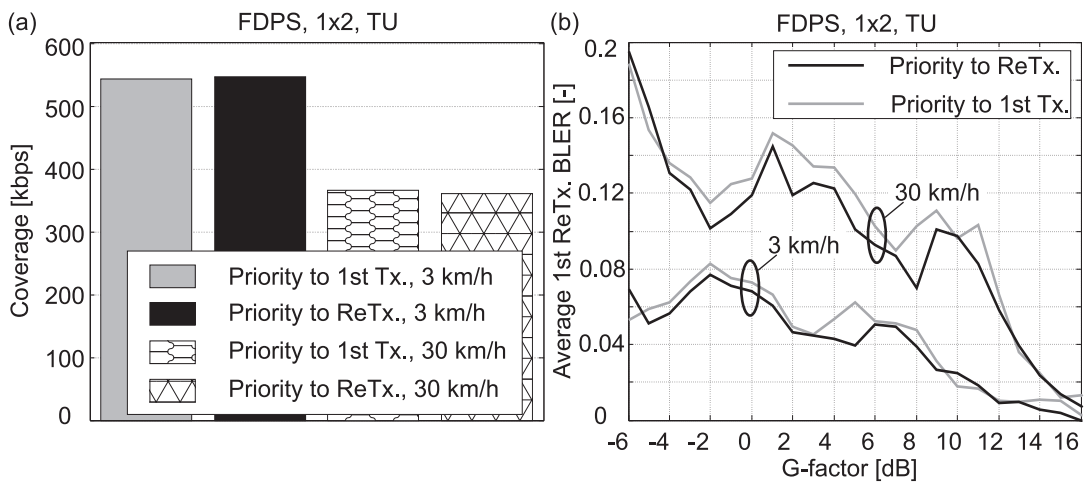 (a)
FDPS, 1x2, TU
Coverage [kbps]
600
500
400
300
200
100
0
Priority to 1st Tx., 3 km/h
Priority to ReTx., 3 km/h
Priority to 1st Tx., 30 km/h
Priority to ReTx., 30 km/h
(b)
FDPS, 1x2, TU
Average 1st ReTx. BLER [-]
0.2
0.16
0.12
0.08
0.04
0
Priority to ReTx.
Priority to 1st Tx.
30 km/h
3 km/h
-6 -4 -2 0 2 4 6 8 10 12 14 16
G-factor [dB]